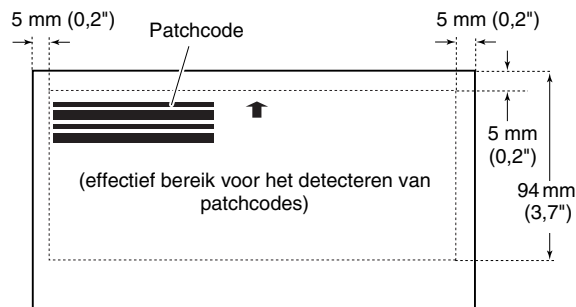 5 mm (0,2")
Patchcode
5 mm (0,2")
5 mm
(0,2")
94 mm
(3,7")
(effectief bereik voor het detecteren van
patchcodes)